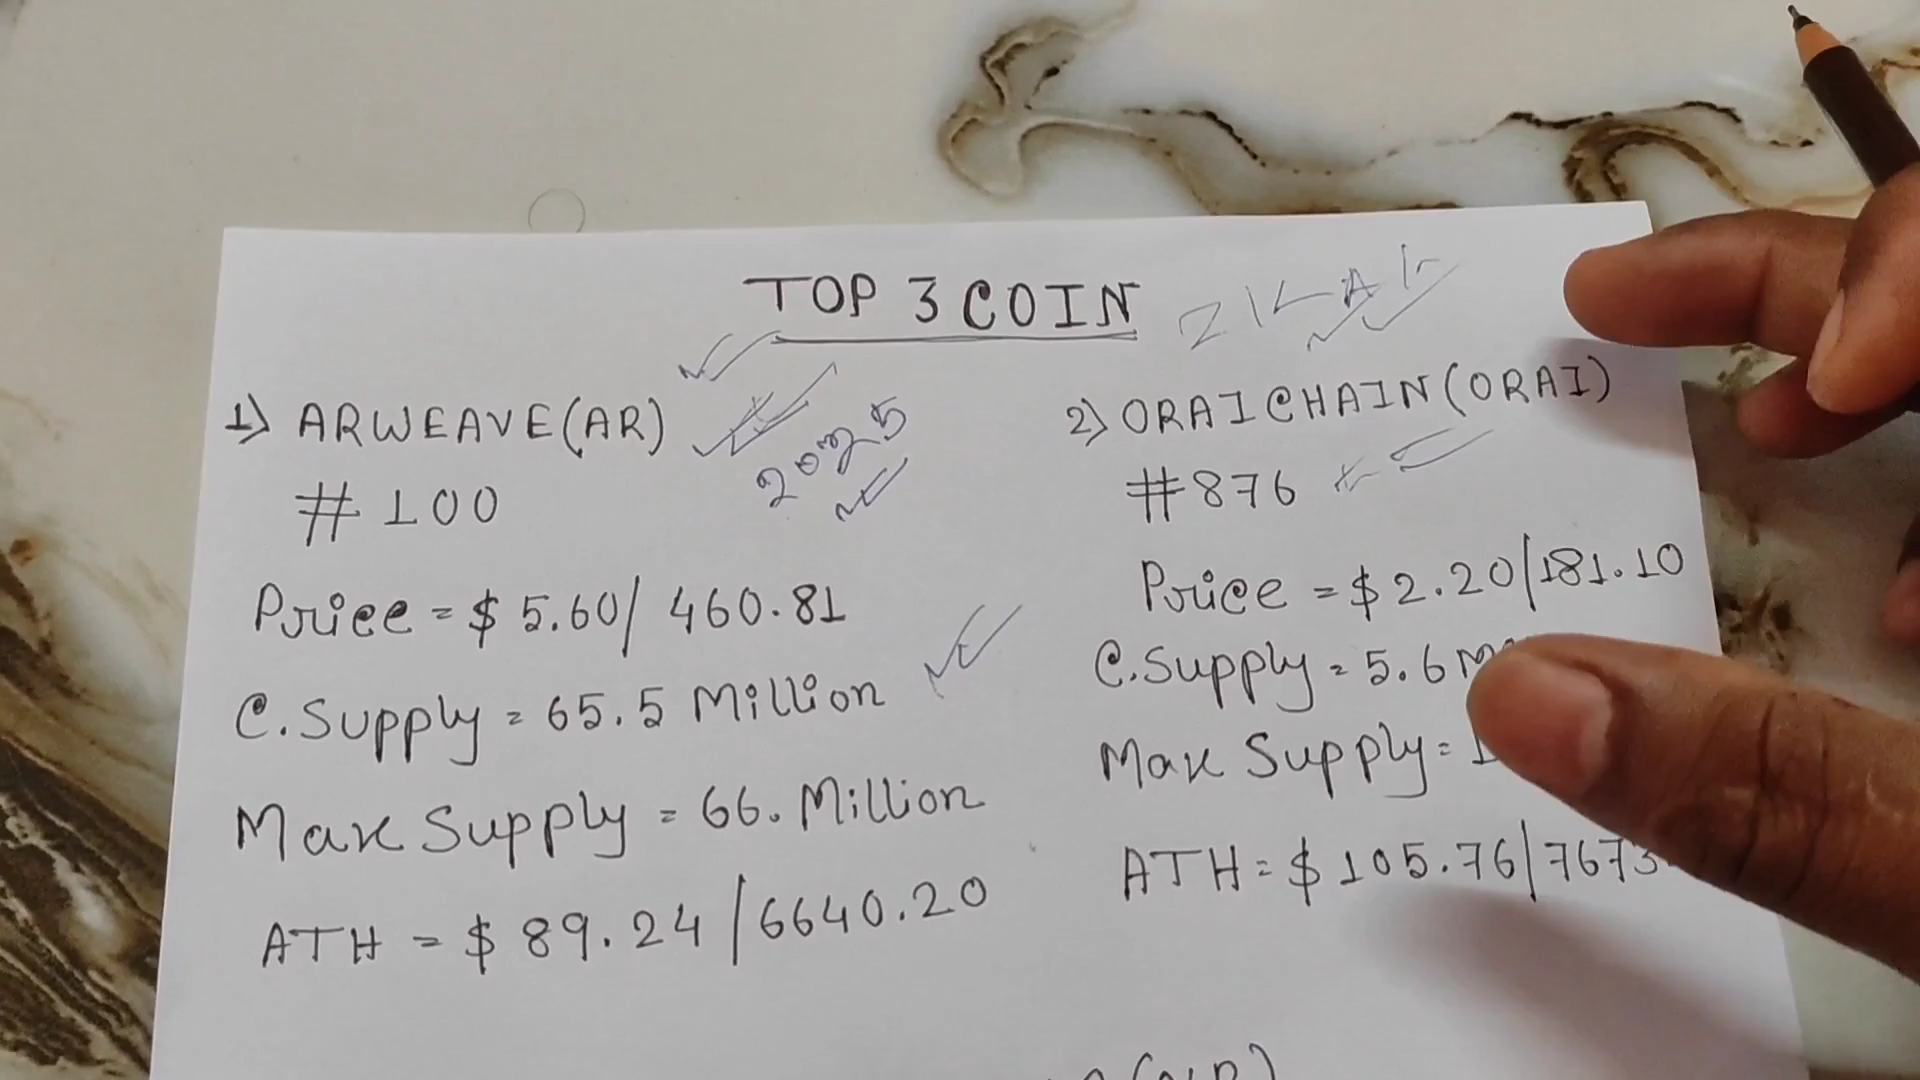 TOP 3 COIN
1) ARWEAVE(AR)
2025
# 100
Price = $ 5.60/ 460.81
C.Supply = 65.5 Million
Max Supply = 66. Million
ATH = $ 89.24 / 6640.20
2) ORAICHAIN(ORAI)
#876
Price = $2.20/181.10
C.Supply = 5.6
Max Supply =
ATH = $105.76/7673